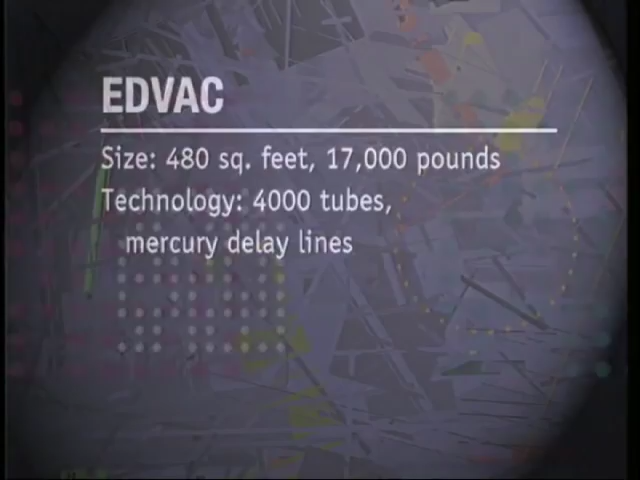 EDVAC
Size: 480 sq. feet, 17,000 pounds
Technology: 4000 tubes,
mercury delay lines